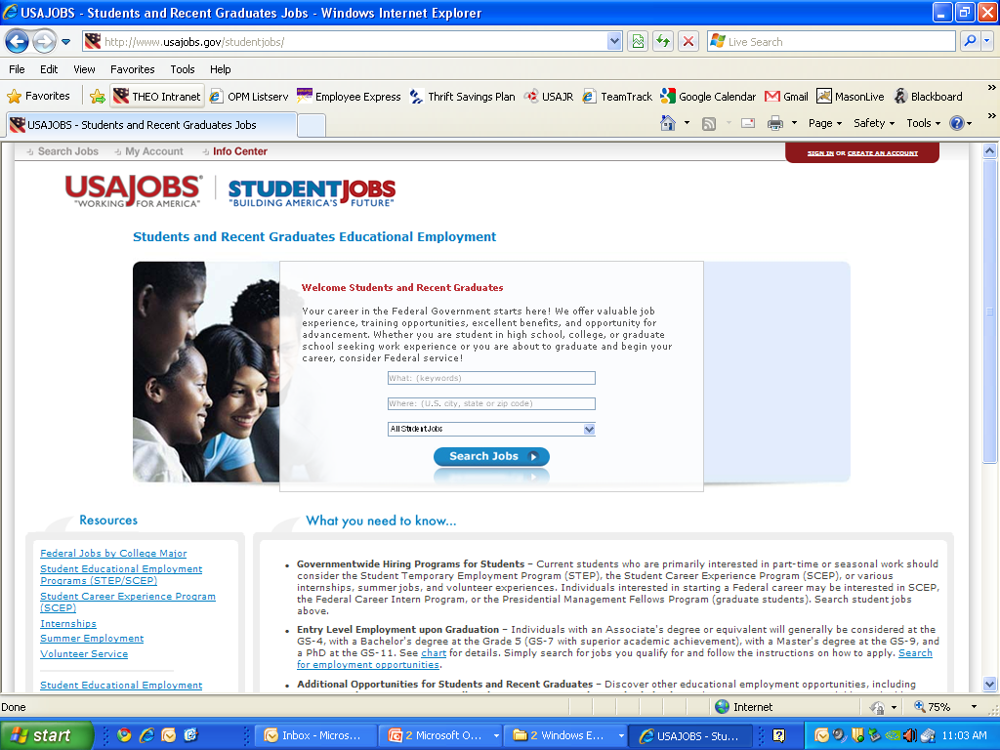 USAJOBS - Students and Recent Graduates Jobs - Windows Internet Explorer
http://www.usajobs.gov/studentjobs/
Live Search
File Edit View Favorites Tools Help
Favorites THEO Intranet OPM Listserv Employee Express Thrift Savings Plan USAJR TeamTrack Google Calendar Gmail MasonLive Blackboard »
USAJOBS - Students and Recent Graduates Jobs
Page Safety Tools »
Search Jobs My Account Info Center
SIGN IN OR CREATE AN ACCOUNT
USAJOBS® STUDENTJOBS
"WORKING FOR AMERICA" "BUILDING AMERICA'S FUTURE"
Students and Recent Graduates Educational Employment
Welcome Students and Recent Graduates
Your career in the Federal Government starts here! We offer valuable job
experience, training opportunities, excellent benefits, and opportunity for
advancement. Whether you are student in high school, college, or graduate
school seeking work experience or you are about to graduate and begin your
career, consider Federal service!
What: (keywords)
Where: (U.S. city, state or zip code)
All Student Jobs
Search Jobs
Resources
Federal Jobs by College Major
Student Educational Employment
Programs (STEP/SCEP)
Student Career Experience Program
(SCEP)
Internships
Summer Employment
Volunteer Service
Student Educational Employment
What you need to know...
• Governmentwide Hiring Programs for Students – Current students who are primarily interested in part-time or seasonal work should
consider the Student Temporary Employment Program (STEP), the Student Career Experience Program (SCEP), or various
internships, summer jobs, and volunteer experiences. Individuals interested in starting a Federal career may be interested in SCEP,
the Federal Career Intern Program, or the Presidential Management Fellows Program (graduate students). Search student jobs
above.
• Entry Level Employment upon Graduation – Individuals with an Associate's degree or equivalent will generally be considered at the
GS-4, with a Bachelor's degree at the Grade 5 (GS-7 with superior academic achievement), with a Master's degree at the GS-9, and
a PhD at the GS-11. See chart for details. Simply search for jobs you qualify for and follow the instructions on how to apply. Search
for employment opportunities.
• Additional Opportunities for Students and Recent Graduates – Discover other educational employment opportunities, including
Done Internet 75%
start Inbox - Micros... 2 Microsoft O... 2 Windows E... USAJOBS - Stu... 11:03 AM